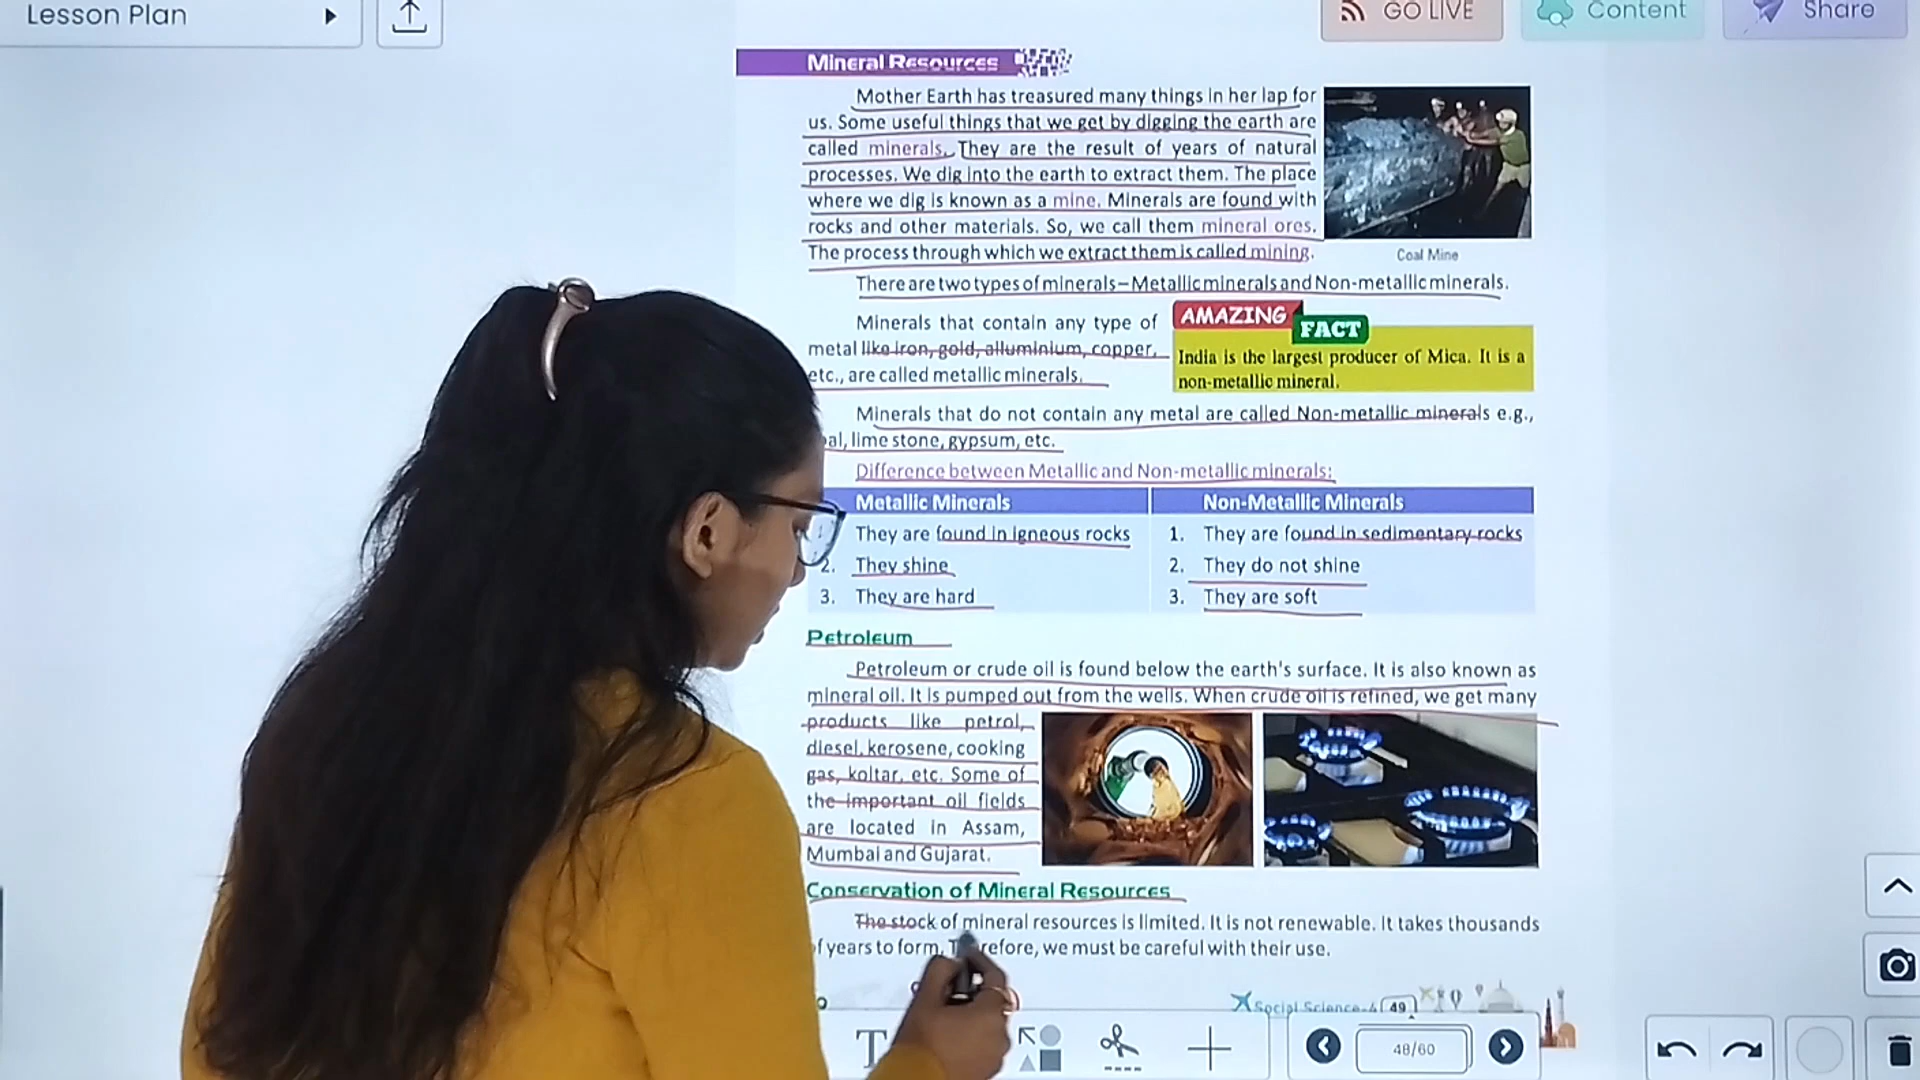 Lesson Plan
GO LIVE
Content
Share
Mineral Resources
Mother Earth has treasured many things in her lap for
us. Some useful things that we get by digging the earth are
called minerals. They are the result of years of natural
processes. We dig into the earth to extract them. The place
where we dig is known as a mine. Minerals are found with
rocks and other materials. So, we call them mineral ores.
The process through which we extract them is called mining.
Coal Mine
There are two types of minerals – Metallic minerals and Non-metallic minerals.
Minerals that contain any type of
metal like iron, gold, alluminium, copper,
etc., are called metallic minerals.
AMAZING
FACT
India is the largest producer of Mica. It is a
non-metallic mineral.
Minerals that do not contain any metal are called Non-metallic minerals e.g.,
lime stone, gypsum, etc.
Difference between Metallic and Non-metallic minerals:
Metallic Minerals
They are found in igneous rocks
2. They shine
3. They are hard
Non-Metallic Minerals
1. They are found in sedimentary rocks
2. They do not shine
3. They are soft
Petroleum
Petroleum or crude oil is found below the earth's surface. It is also known as
mineral oil. It is pumped out from the wells. When crude oil is refined, we get many
products like petrol,
diesel, kerosene, cooking
gas, koltar, etc. Some of
the important oil fields
are located in Assam,
Mumbai and Gujarat.
Conservation of Mineral Resources
The stock of mineral resources is limited. It is not renewable. It takes thousands
years to form. we must be careful with their use.
Social Science-4 49
T
48/60